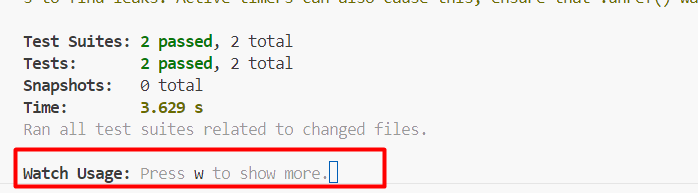 to find leaks. Active timers can also cause this, ensure that .unref() wa
Test Suites: 2 passed, 2 total
Tests: 2 passed, 2 total
Snapshots: 0 total
Time: 3.629 s
Ran all test suites related to changed files.
Watch Usage: Press w to show more.